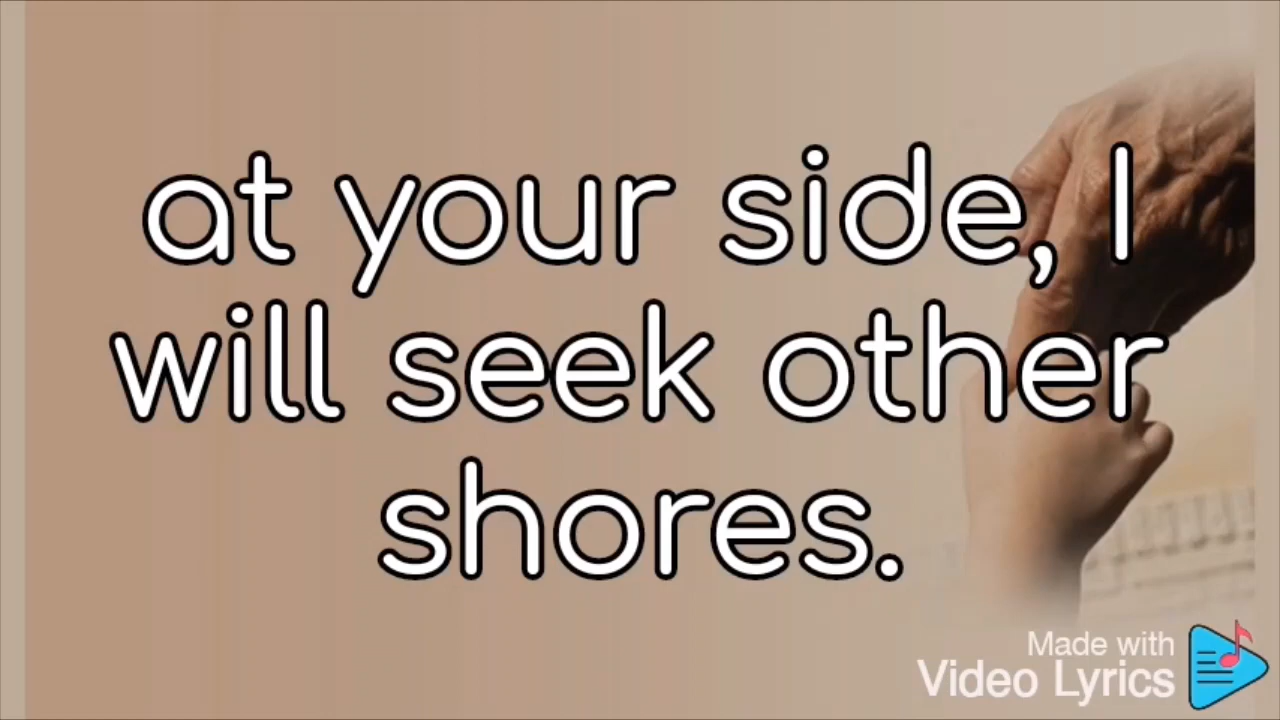 at your side, I
will seek other
shores.
Made with
Video Lyrics